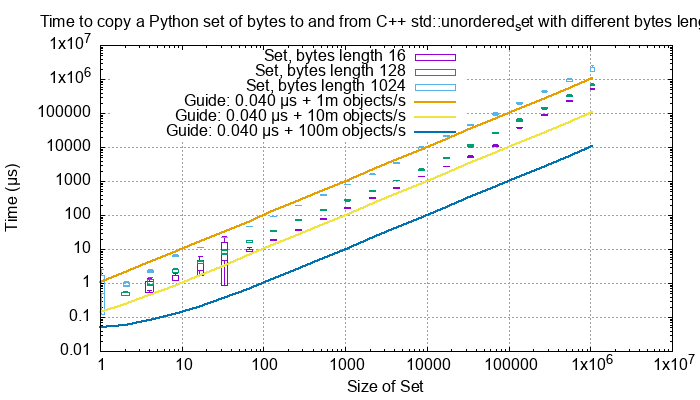 Time to copy a Python set of bytes to and from C++ std::unordered_set with different bytes leng
Set, bytes length 16
Set, bytes length 128
Set, bytes length 1024
Guide: 0.040 µs + 1m objects/s
Guide: 0.040 µs + 10m objects/s
Guide: 0.040 µs + 100m objects/s
Time (µs)
1x10^7
1x10^6
100000
10000
1000
100
10
1
0.1
0.01
1 10 100 1000 10000 100000 1x10^6 1x10^7
Size of Set